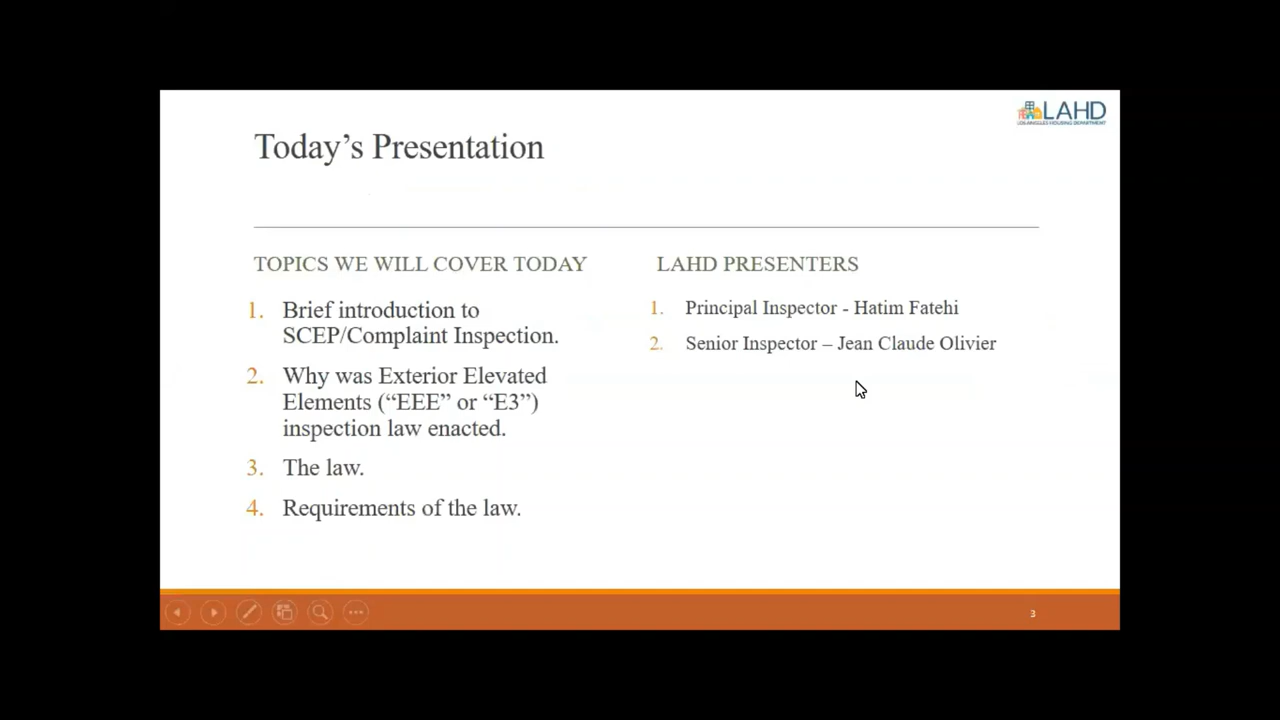 LAHD
LOS ANGELES HOUSING DEPARTMENT
Today’s Presentation
TOPICS WE WILL COVER TODAY
1. Brief introduction to
SCEP/Complaint Inspection.
2. Why was Exterior Elevated
Elements (“EEE” or “E3”)
inspection law enacted.
3. The law.
4. Requirements of the law.
LAHD PRESENTERS
1. Principal Inspector - Hatim Fatehi
2. Senior Inspector – Jean Claude Olivier
3